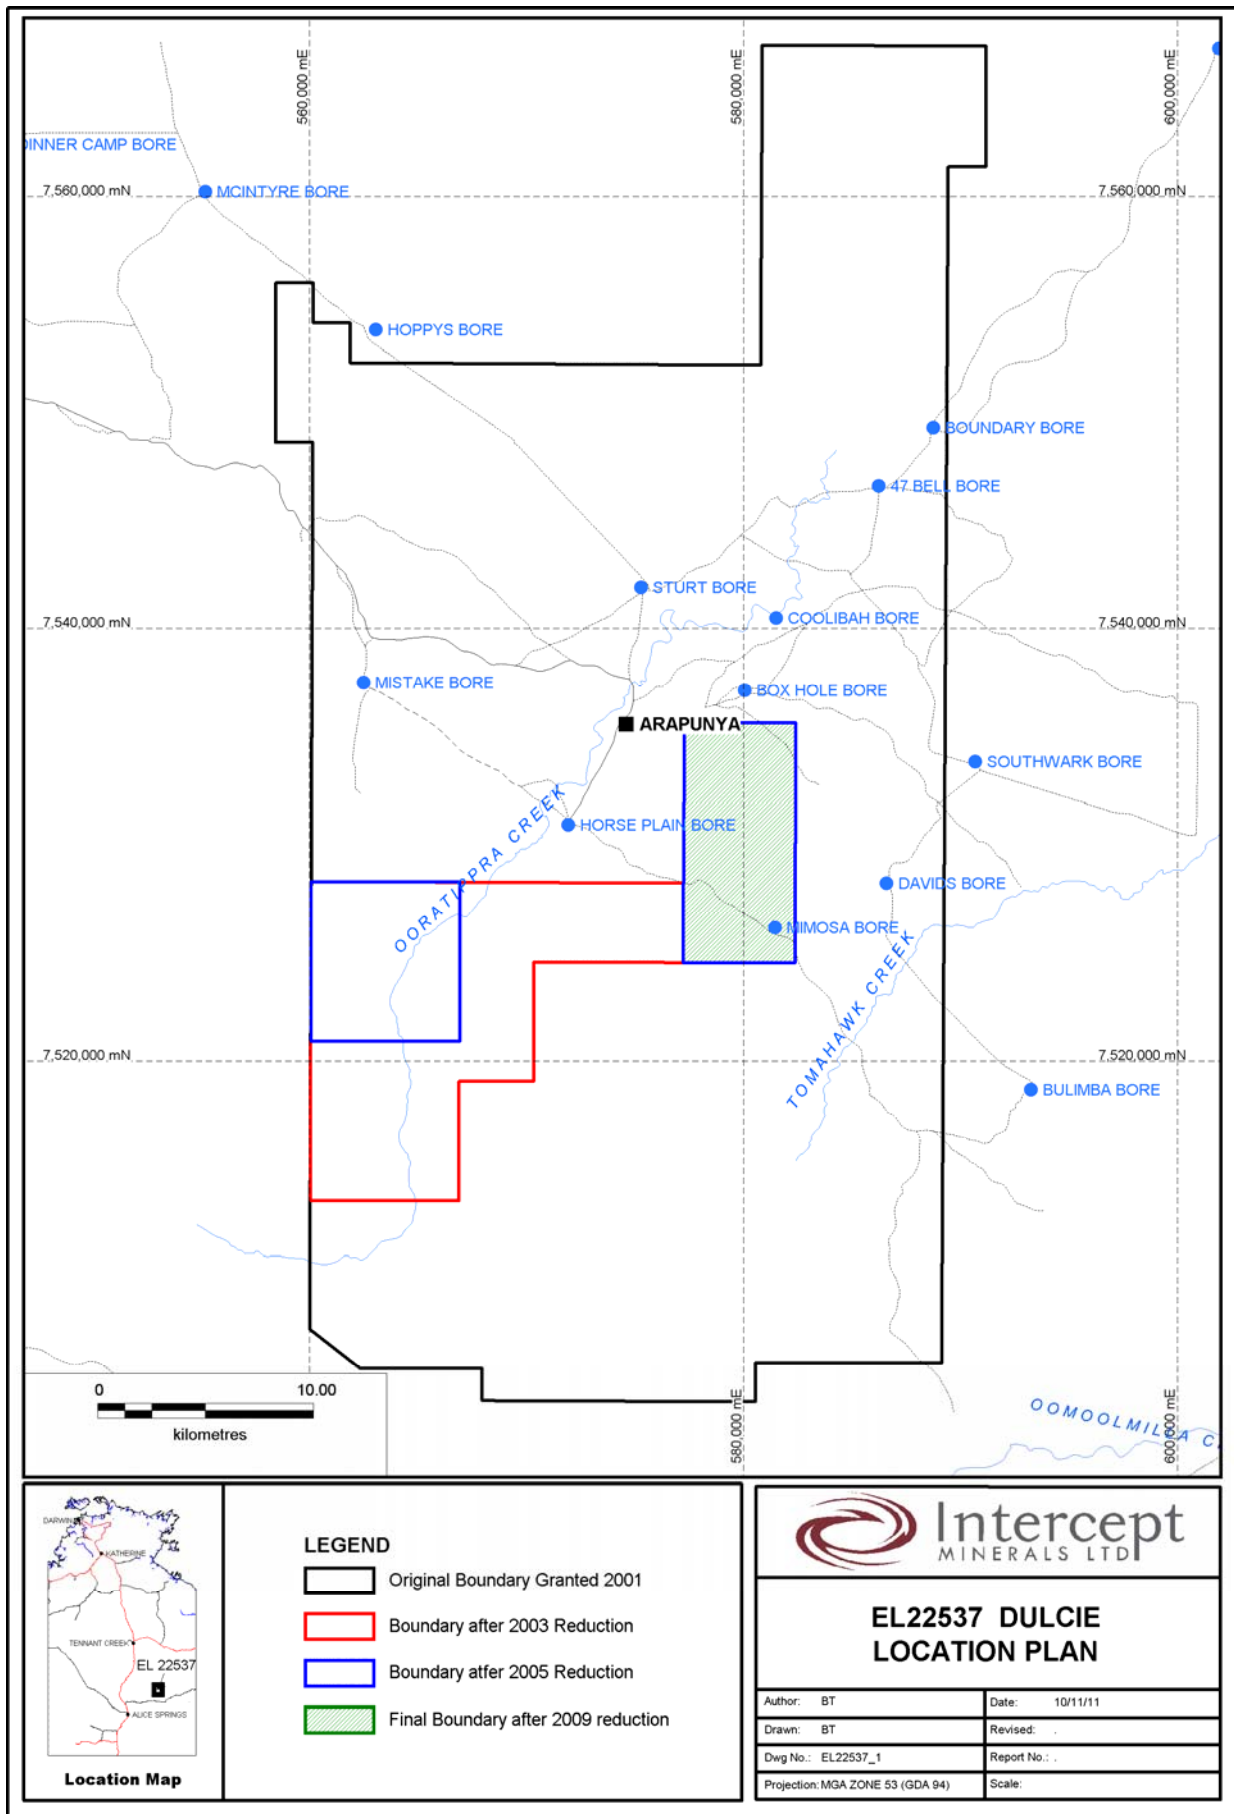 560,000 mE
580,000 mE
600,000 mE
DINNER CAMP BORE
7,560,000 mN
MCINTYRE BORE
7,560,000 mN
HOPPYS BORE
BOUNDARY BORE
47 BELL BORE
STURT BORE
COOLIBAH BORE
7,540,000 mN
7,540,000 mN
MISTAKE BORE
BOX HOLE BORE
ARAPUNYA
SOUTHWARK BORE
HORSE PLAIN BORE
OORATIPPRA CREEK
DAVIDS BORE
MIMOSA BORE
TOMAHAWK CREEK
7,520,000 mN
7,520,000 mN
BULIMBA BORE
0 10.00
kilometres
580,000 mE
600,000 mE
OOMOOLMILLA C
DARWIN
KATHERINE
TENNANT CREEK
EL 22537
ALICE SPRINGS
Location Map
LEGEND
Original Boundary Granted 2001
Boundary after 2003 Reduction
Boundary atfer 2005 Reduction
Final Boundary after 2009 reduction
Intercept
MINERALS LTD
EL22537 DULCIE
LOCATION PLAN
Author: BT
Date: 10/11/11
Drawn: BT
Revised: .
Dwg No.: EL22537_1
Report No.: .
Projection: MGA ZONE 53 (GDA 94)
Scale: